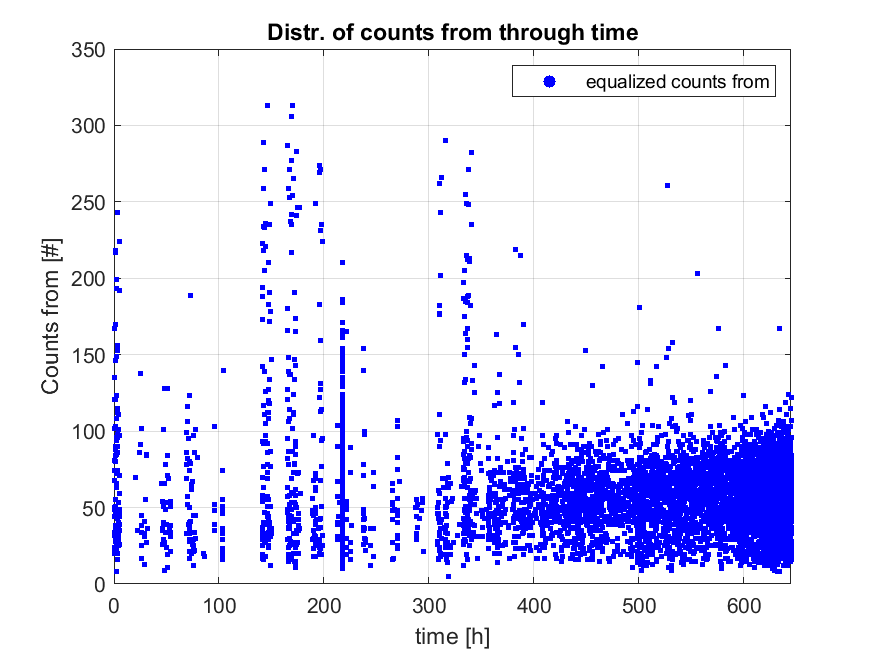 Distr. of counts from through time
equalized counts from
Counts from [#]
350
300
250
200
150
100
50
0
0 100 200 300 400 500 600
time [h]